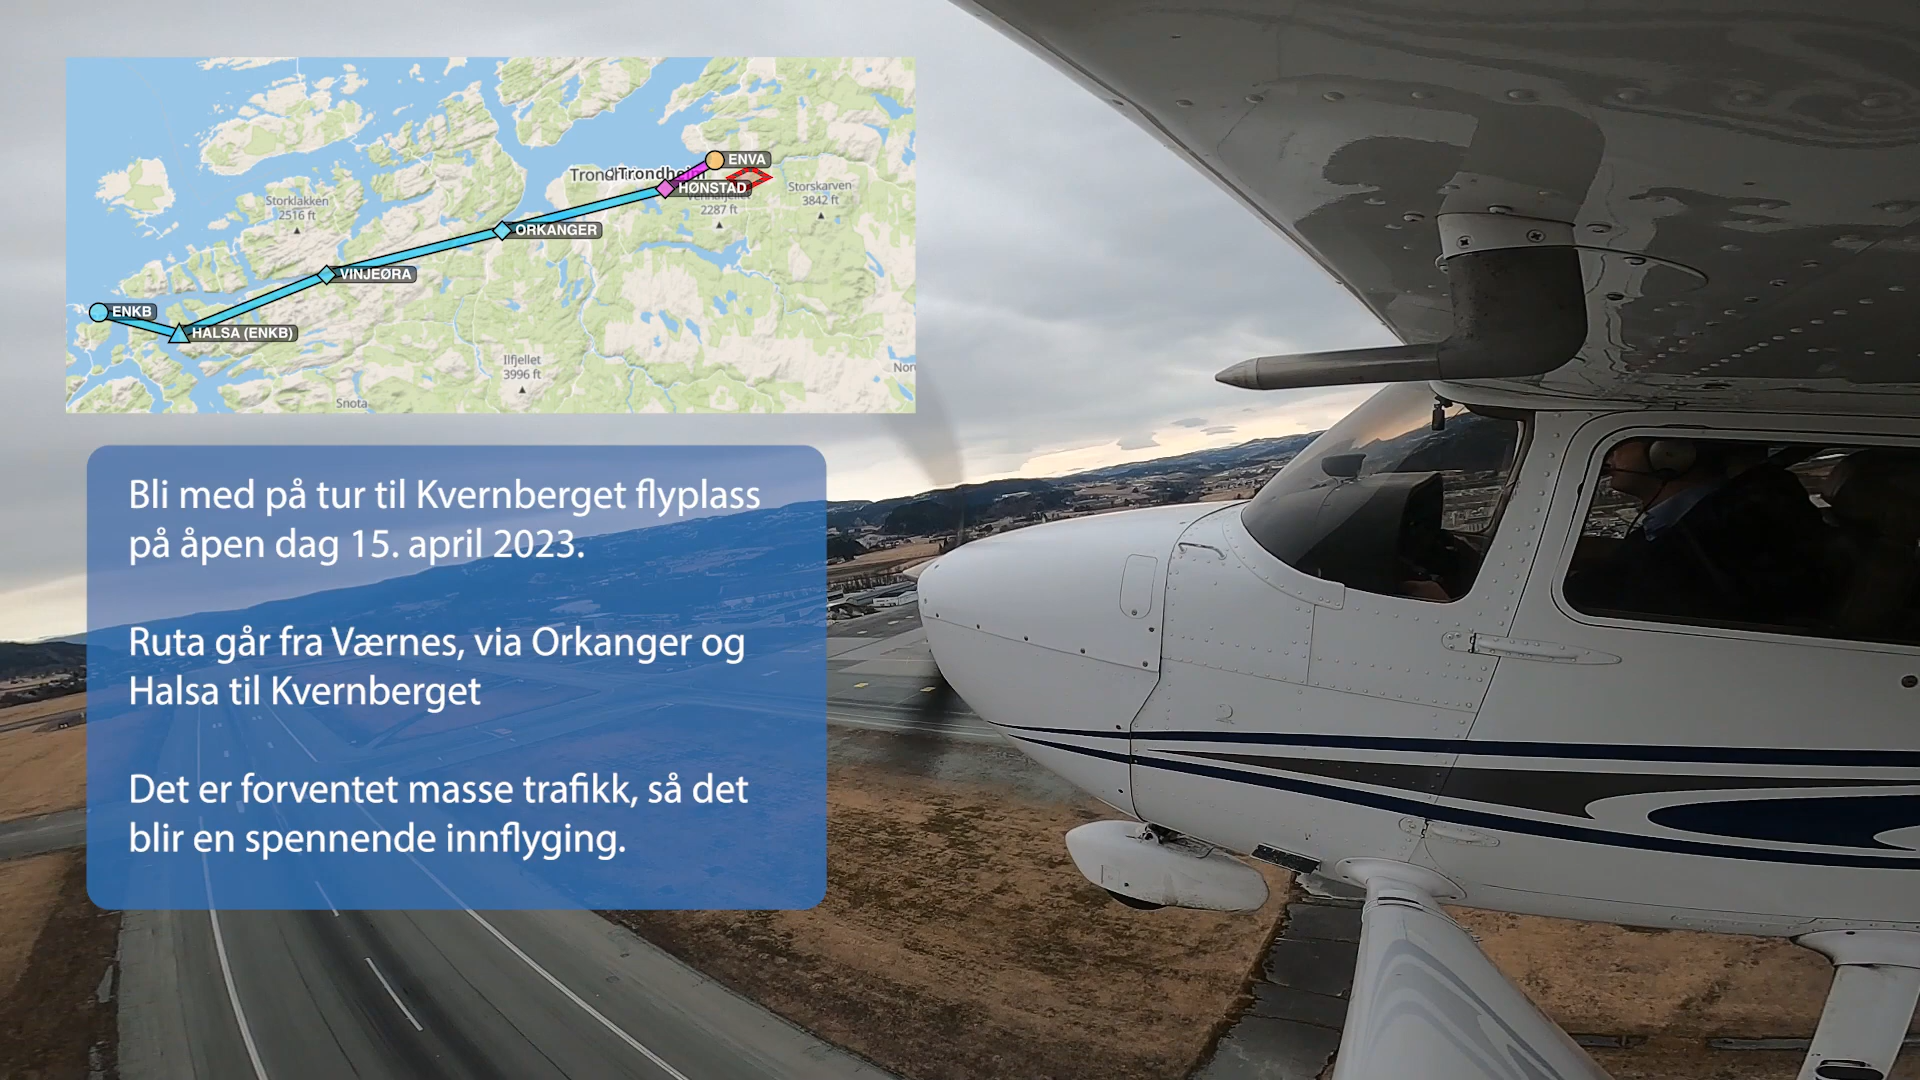 ENVA
Trondheim
HØNSTAD
Storskarven
3842 ft
2287 ft
Storklakken
2516 ft
ORKANGER
VINJEØRA
ENKB
HALSA (ENKB)
Ilfjellet
3996 ft
Snota
Bli med på tur til Kvernberget flyplass
på åpen dag 15. april 2023.
Ruta går fra Værnes, via Orkanger og
Halsa til Kvernberget
Det er forventet masse trafikk, så det
blir en spennende innflyging.